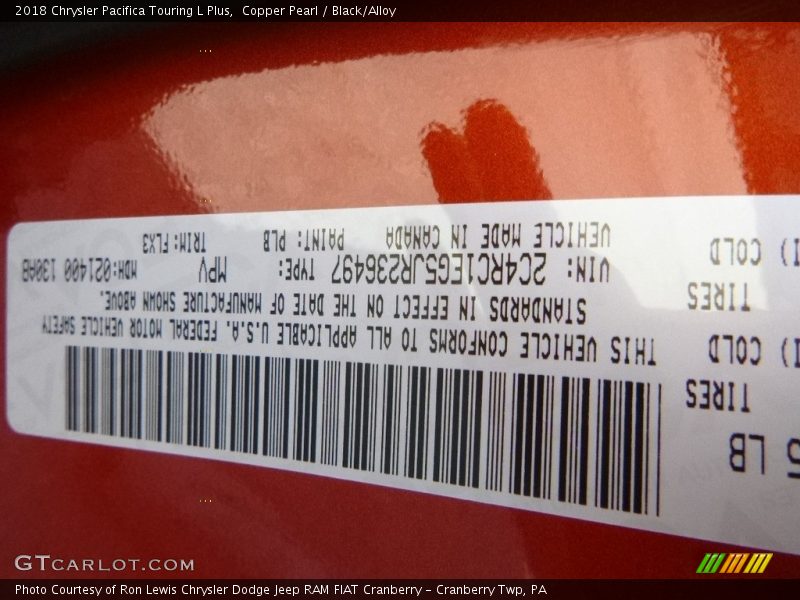 2018 Chrysler Pacifica Touring L Plus,  Copper Pearl / Black/Alloy
5 LB
TIRES
I) COLD
TIRES
I) COLD
THIS VEHICLE CONFORMS TO ALL APPLICABLE U.S.A. FEDERAL MOTOR VEHICLE SAFETY
STANDARDS IN EFFECT ON THE DATE OF MANUFACTURE SHOWN ABOVE.
VIN: 2C4RC1EG5JR236497 TYPE: MPV MDH:021400 130AB
VEHICLE MADE IN CANADA PAINT: PLB TRIM: FLX3
GTCARLOT.COM
Photo Courtesy of Ron Lewis Chrysler Dodge Jeep RAM FIAT Cranberry – Cranberry Twp, PA